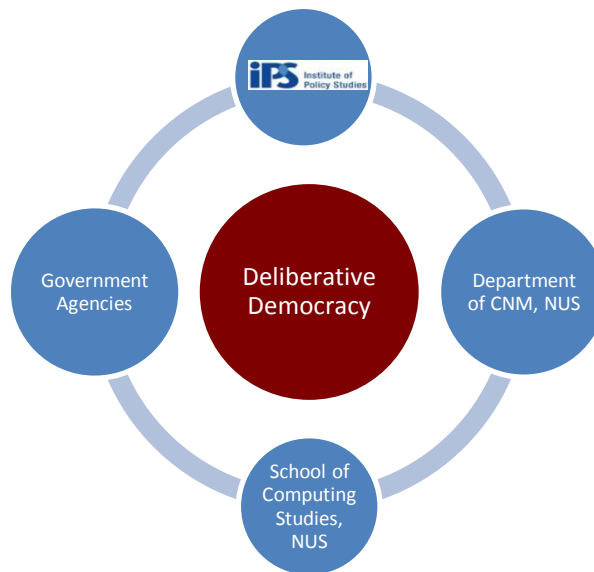 iPS Institute of
Policy Studies
Government
Agencies
Deliberative
Democracy
Department
of CNM, NUS
School of
Computing
Studies,
NUS